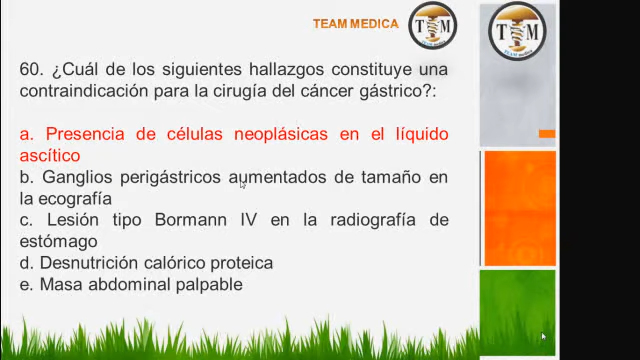 TEAM MEDICA
T M
T M
60. ¿Cuál de los siguientes hallazgos constituye una
contraindicación para la cirugía del cáncer gástrico?:
a. Presencia de células neoplásicas en el líquido
ascítico
b. Ganglios perigástricos aumentados de tamaño en
la ecografía
c. Lesión tipo Bormann IV en la radiografía de
estómago
d. Desnutrición calórico proteica
e. Masa abdominal palpable